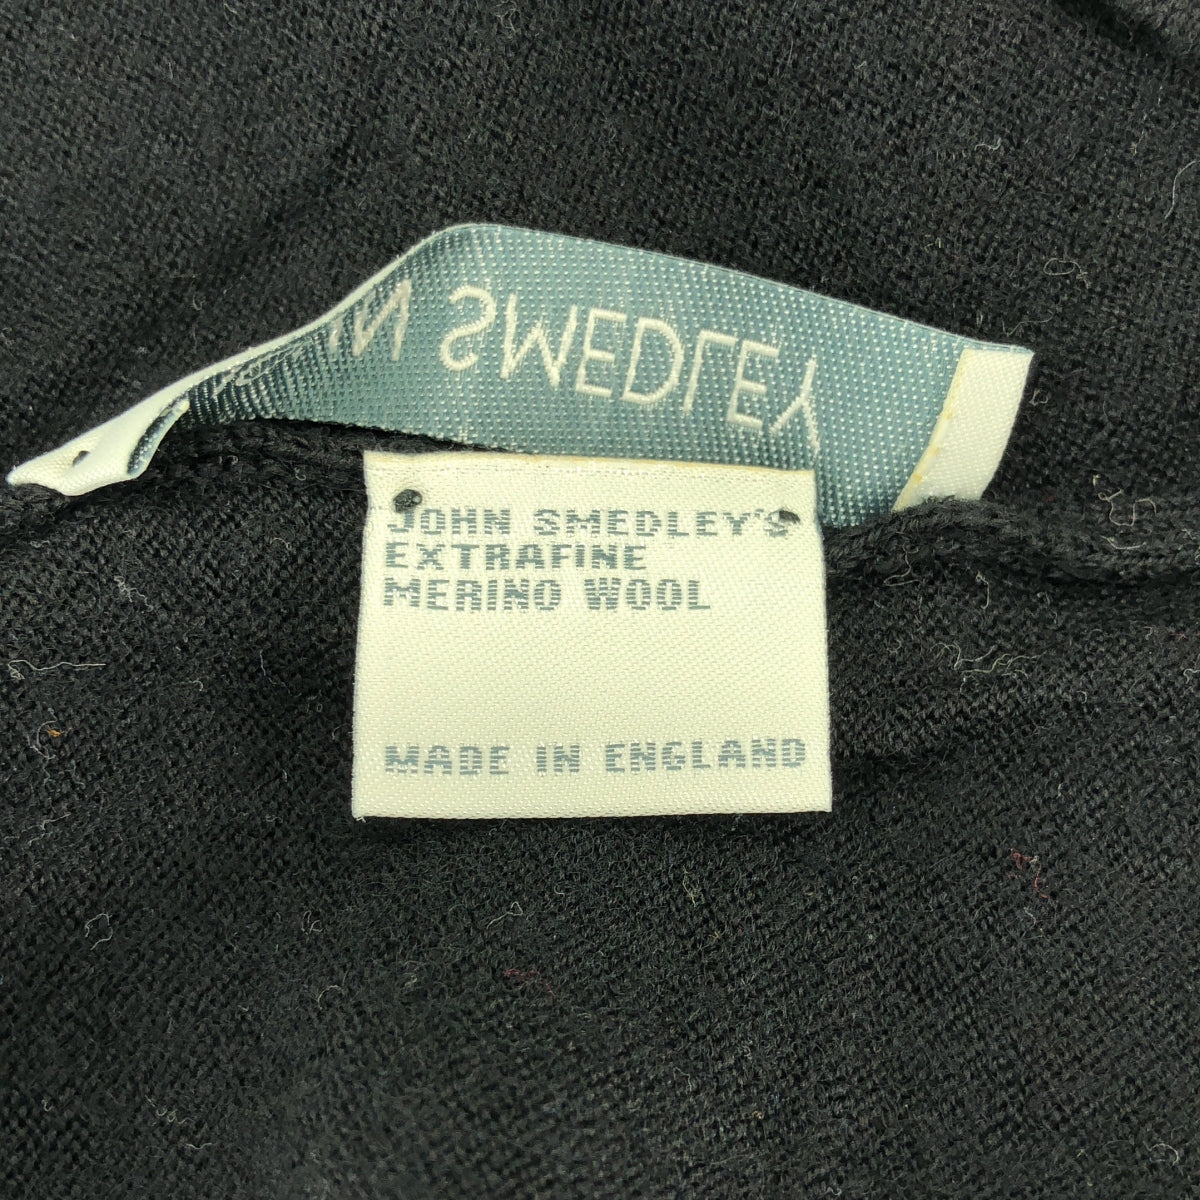 N SMEDLEY
JOHN SMEDLEY'S
EXTRAFINE
MERINO WOOL
MADE IN ENGLAND